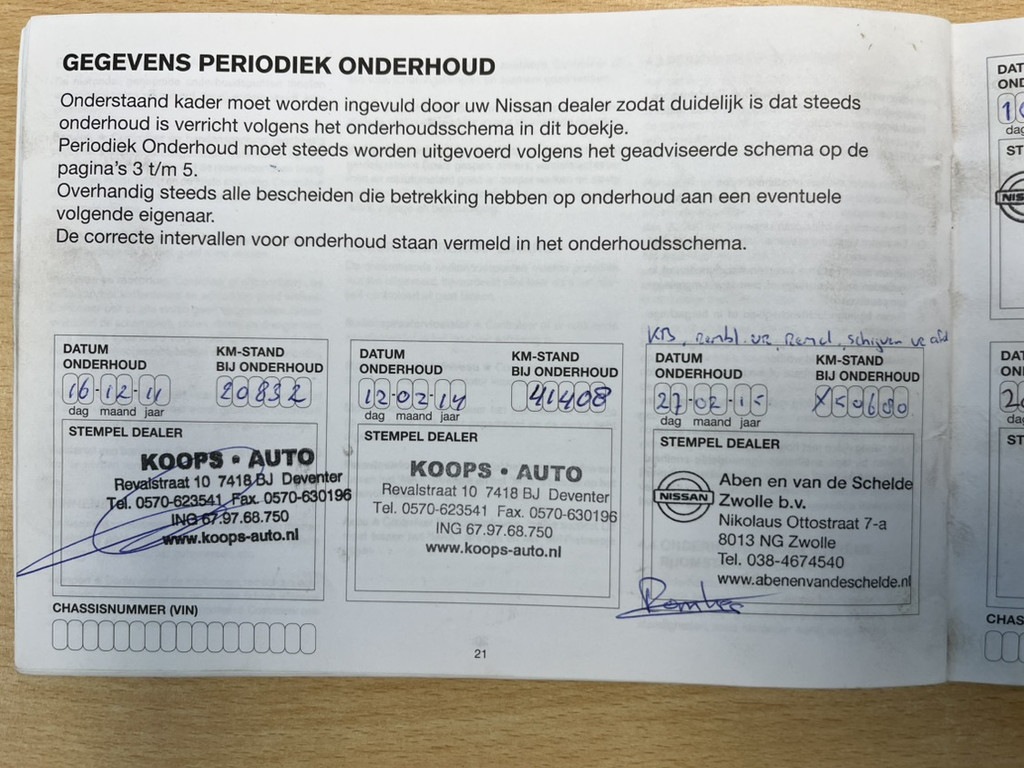 GEGEVENS PERIODIEK ONDERHOUD
Onderstaand kader moet worden ingevuld door uw Nissan dealer zodat duidelijk is dat steeds
onderhoud is verricht volgens het onderhoudsschema in dit boekje.
Periodiek Onderhoud moet steeds worden uitgevoerd volgens het geadviseerde schema op de
pagina's 3 t/m 5.
Overhandig steeds alle bescheiden die betrekking hebben op onderhoud aan een eventuele
volgende eigenaar.
De correcte intervallen voor onderhoud staan vermeld in het onderhoudsschema.
DATUM
ONDERHOUD
KM-STAND
BIJ ONDERHOUD
16-12-11
20832
dag maand jaar
STEMPEL DEALER
KOOPS • AUTO
Revalstraat 10 7418 BJ Deventer
Tel. 0570-623541 Fax. 0570-630196
ING 67.97.68.750
www.koops-auto.nl
CHASSISNUMMER (VIN)
DATUM
ONDERHOUD
KM-STAND
BIJ ONDERHOUD
12-02-14
41408
dag maand jaar
STEMPEL DEALER
KOOPS • AUTO
Revalstraat 10 7418 BJ Deventer
Tel. 0570-623541 Fax. 0570-630196
ING 67.97.68.750
www.koops-auto.nl
KB, schijven
DATUM
ONDERHOUD
KM-STAND
BIJ ONDERHOUD
27-02-15
50680
dag maand jaar
STEMPEL DEALER
NISSAN
Aben en van de Schelde
Zwolle b.v.
Nikolaus Ottostraat 7-a
8013 NG Zwolle
Tel. 038-4674540
www.abenenvandeschelde.nl
21